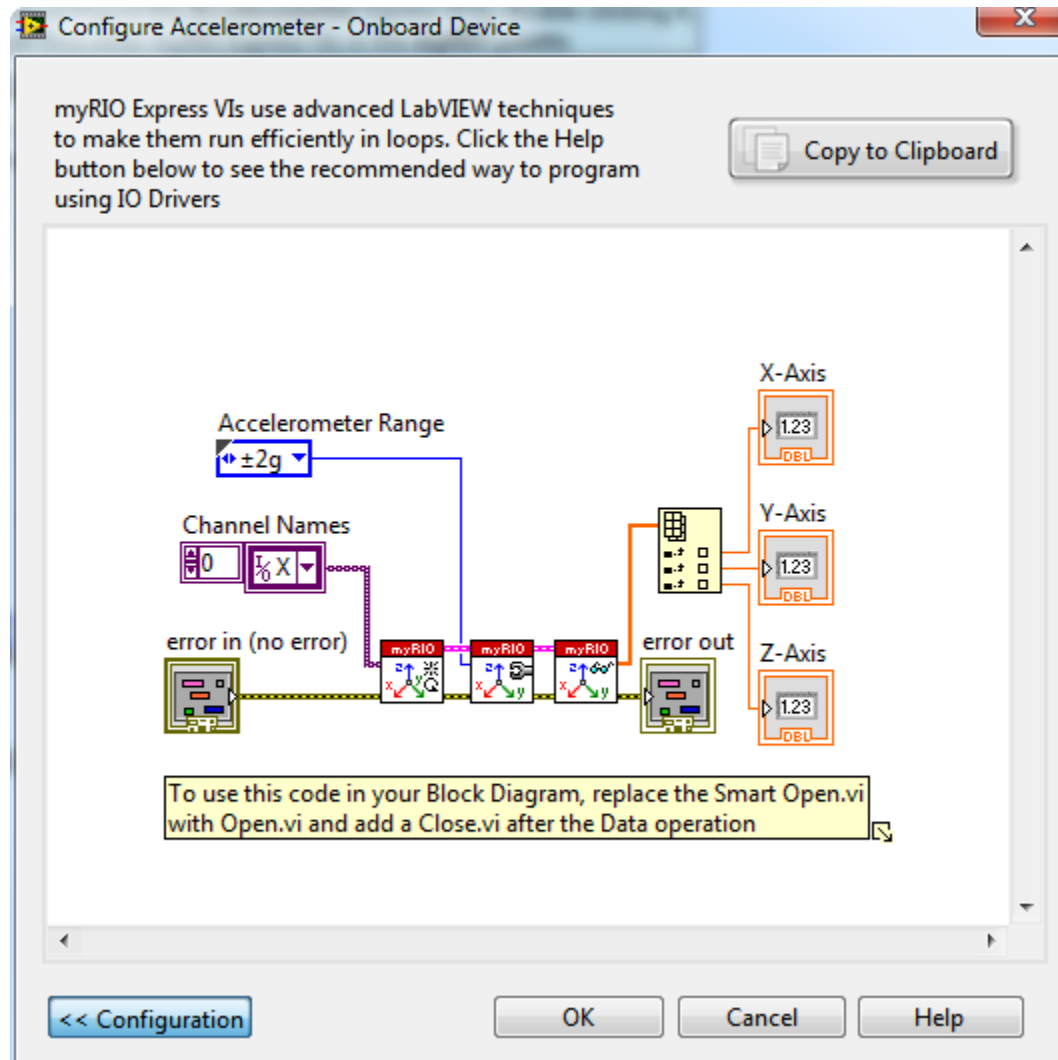 Configure Accelerometer - Onboard Device
myRIO Express VIs use advanced LabVIEW techniques
to make them run efficiently in loops. Click the Help
button below to see the recommended way to program
using IO Drivers
Copy to Clipboard
X-Axis
1.23
DBL
Accelerometer Range
±2g
Y-Axis
1.23
DBL
Channel Names
0
I/O X
error in (no error)
myRIO
z
x
y
myRIO
z
x
y
myRIO
z
x
y
error out
Z-Axis
1.23
DBL
To use this code in your Block Diagram, replace the Smart Open.vi
with Open.vi and add a Close.vi after the Data operation
<< Configuration
OK
Cancel
Help